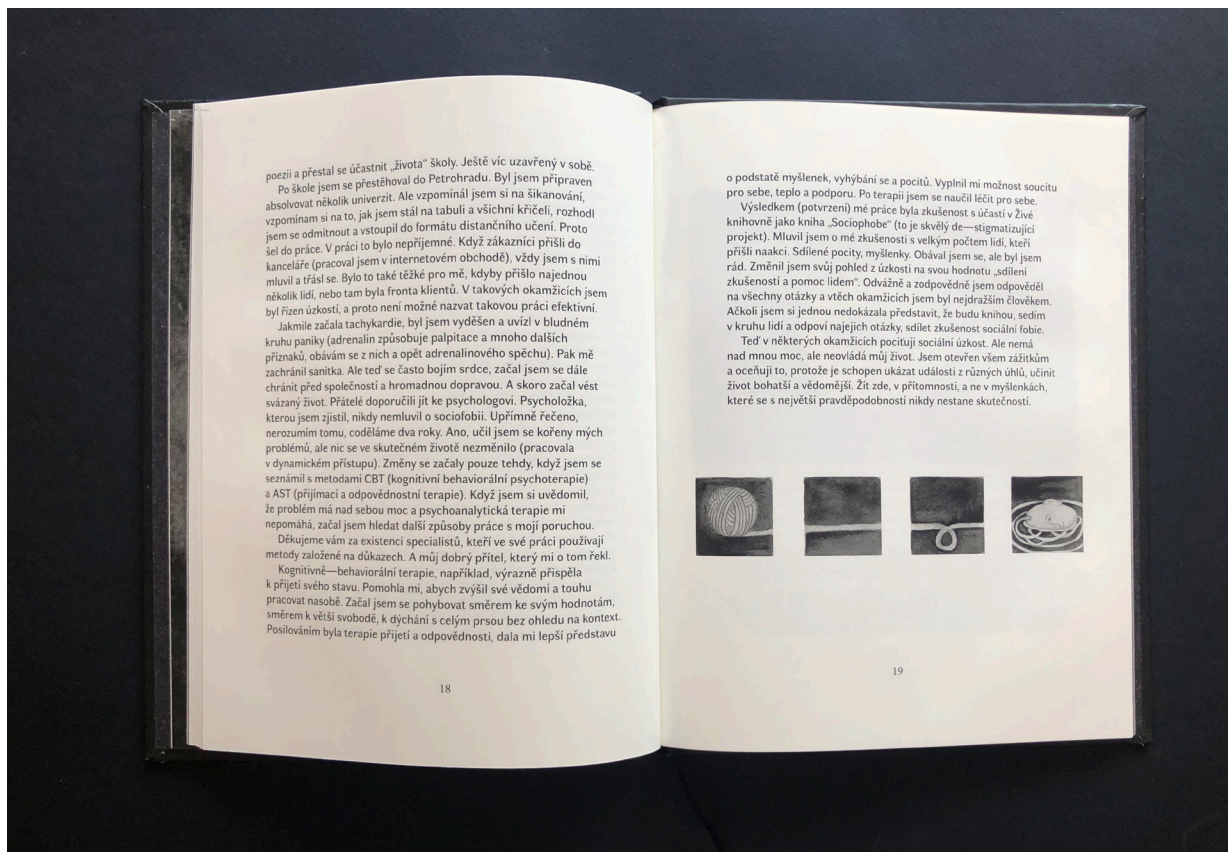 poezii a přestal se účastnit „života“ školy. Ještě víc uzavřený v sobě.
Po škole jsem se přestěhoval do Petrohradu. Byl jsem připraven
absolvovat několik univerzit. Ale vzpomínál jsem si na šikanování,
vzpomínam si na to, jak jsem stál na tabuli a všichni křičeli, rozhodl
jsem se odmitnout a vstoupil do formátu distančního učení. Proto
šel do práce. V práci to bylo nepříjemné. Když zákazníci přišli do
kanceláře (pracoval jsem v internetovém obchodě), vždy jsem s nimi
mluvil a třásl se. Bylo to také těžké pro mě, kdyby přišlo najednou
několik lidí, nebo tam byla fronta klientů. V takových okamžicích jsem
byl řízen úzkostí, a proto není možné nazvat takovou práci efektivní.
Jakmile začala tachykardie, byl jsem vyděšen a uvízl v bludném
kruhu paniky (adrenalin způsobuje palpitace a mnoho dalších
příznaků, obávám se z nich a opět adrenalinového spěchu). Pak mě
zachránil sanitka. Ale teď se často bojím srdce, začal jsem se dále
chránit před společností a hromadnou dopravou. A skoro začal vést
svázaný život. Přátelé doporučili jít ke psychologovi. Psycholožka,
kterou jsem zjistil, nikdy nemluvil o sociofobii. Upřímně řečeno,
nerozumím tomu, coděláme dva roky. Ano, učil jsem se kořeny mých
problémů, ale nic se ve skutečném životě nezměnilo (pracovala
v dynamickém přístupu). Změny se začaly pouze tehdy, když jsem se
seznámil s metodami CBT (kognitivní behaviorální psychoterapie)
a AST (přijímací a odpovědnostní terapie). Když jsem si uvědomil,
že problém má nad sebou moc a psychoanalytická terapie mi
nepomáhá, začal jsem hledat další způsoby práce s mojí poruchou.
Děkujeme vám za existenci specialistů, kteří ve své práci používají
metody založené na důkazech. A můj dobrý přítel, který mi o tom řekl.
Kognitivně—behaviorální terapie, například, výrazně přispěla
k přijetí svého stavu. Pomohla mi, abych zvýšil své vědomí a touhu
pracovat nasobě. Začal jsem se pohybovat směrem ke svým hodnotám,
směrem k větší svobodě, k dýchání s celým prsou bez ohledu na kontext.
Posilováním byla terapie přijetí a odpovědnosti, dala mi lepší představu
18
o podstatě myšlenek, vyhýbání se a pocitů. Vyplnil mi možnost soucitu
pro sebe, teplo a podporu. Po terapii jsem se naučil léčit pro sebe.
Výsledkem (potvrzení) mé práce byla zkušenost s účastí v Živé
knihovně jako kniha „Sociophobe“ (to je skvělý de—stigmatizující
projekt). Mluvil jsem o mé zkušenosti s velkým počtem lidí, kteří
přišli naakci. Sdílené pocity, myšlenky. Obával jsem se, ale byl jsem
rád. Změnil jsem svůj pohled z úzkosti na svou hodnotu „sdílení
zkušeností a pomoc lidem“. Odvážně a zodpovědně jsem odpověděl
na všechny otázky a vtěch okamžicích jsem byl nejdražším člověkem.
Ačkoli jsem si jednou nedokázala představit, že budu knihou, sedím
v kruhu lidí a odpoví najejich otázky, sdílet zkušenost sociální fobie.
Teď v některých okamžicích pociťuji sociální úzkost. Ale nemá
nad mnou moc, ale neovládá můj život. Jsem otevřen všem zážitkům
a oceňuji to, protože je schopen ukázat události z různých úhlů, učinit
život bohatší a vědomější. Žít zde, v přítomnosti, a ne v myšlenkách,
které se s největší pravděpodobností nikdy nestane skutečností.
19